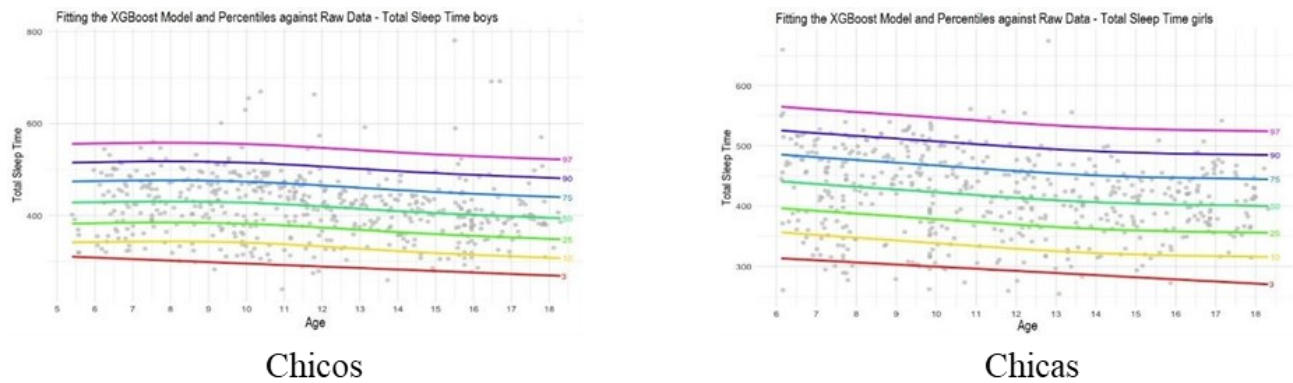 Fitting the XGBoost Model and Percentiles against Raw Data - Total Sleep Time boys
800
600
400
Total Sleep Time
97
90
75
50
25
10
3
5 6 7 8 9 10 11 12 13 14 15 16 17 18
Age
Chicos
Fitting the XGBoost Model and Percentiles against Raw Data - Total Sleep Time girls
600
500
400
300
Total Sleep Time
97
90
75
50
25
10
3
6 7 8 9 10 11 12 13 14 15 16 17 18
Age
Chicas